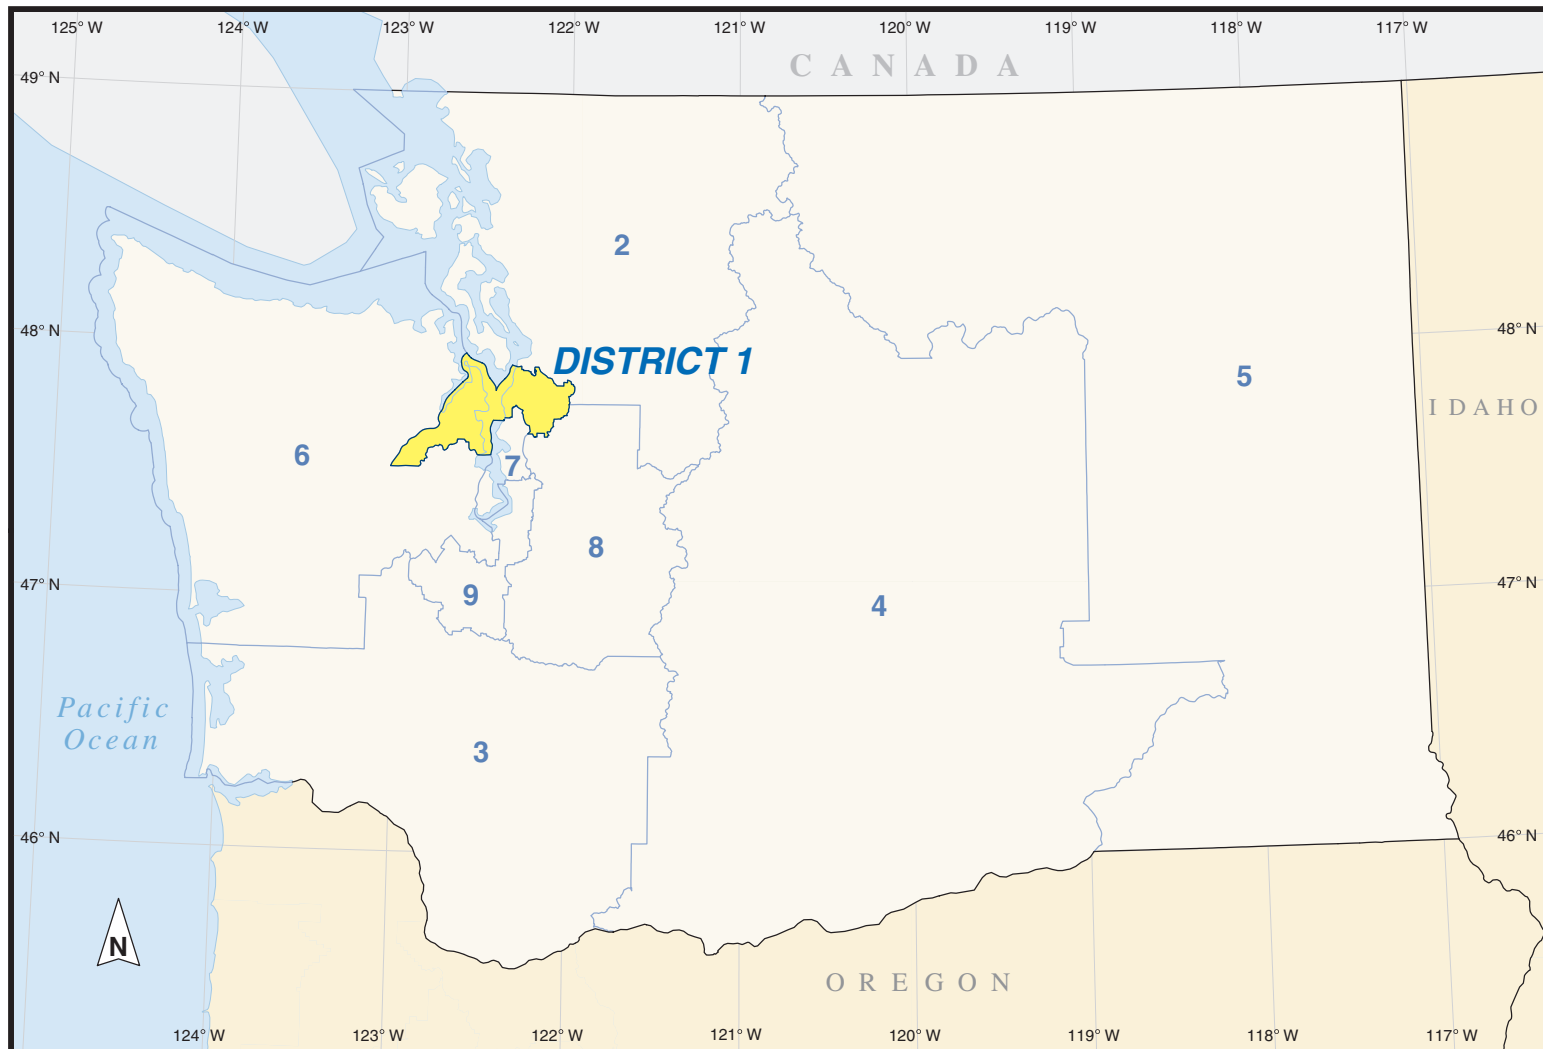 125° W 124° W 123° W 122° W 121° W 120° W 119° W 118° W 117° W
CANADA
49° N
2
48° N 48° N
DISTRICT 1
5
IDAHO
6
7
8
47° N 47° N
9
4
Pacific
Ocean
3
46° N 46° N
N
OREGON
124° W 123° W 122° W 121° W 120° W 119° W 118° W 117° W